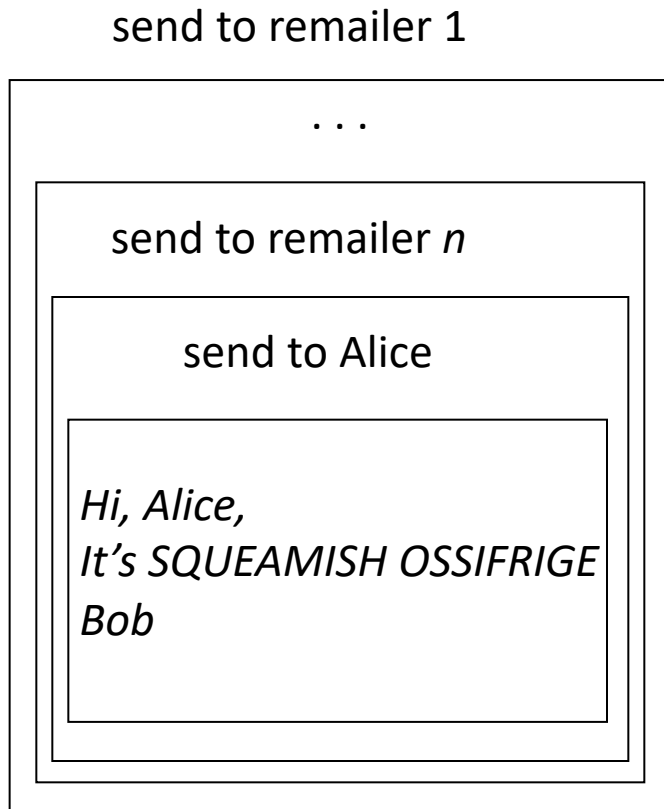 send to remailer 1
. . .
send to remailer n
send to Alice
Hi, Alice,
It's SQUEAMISH OSSIFRIGE
Bob